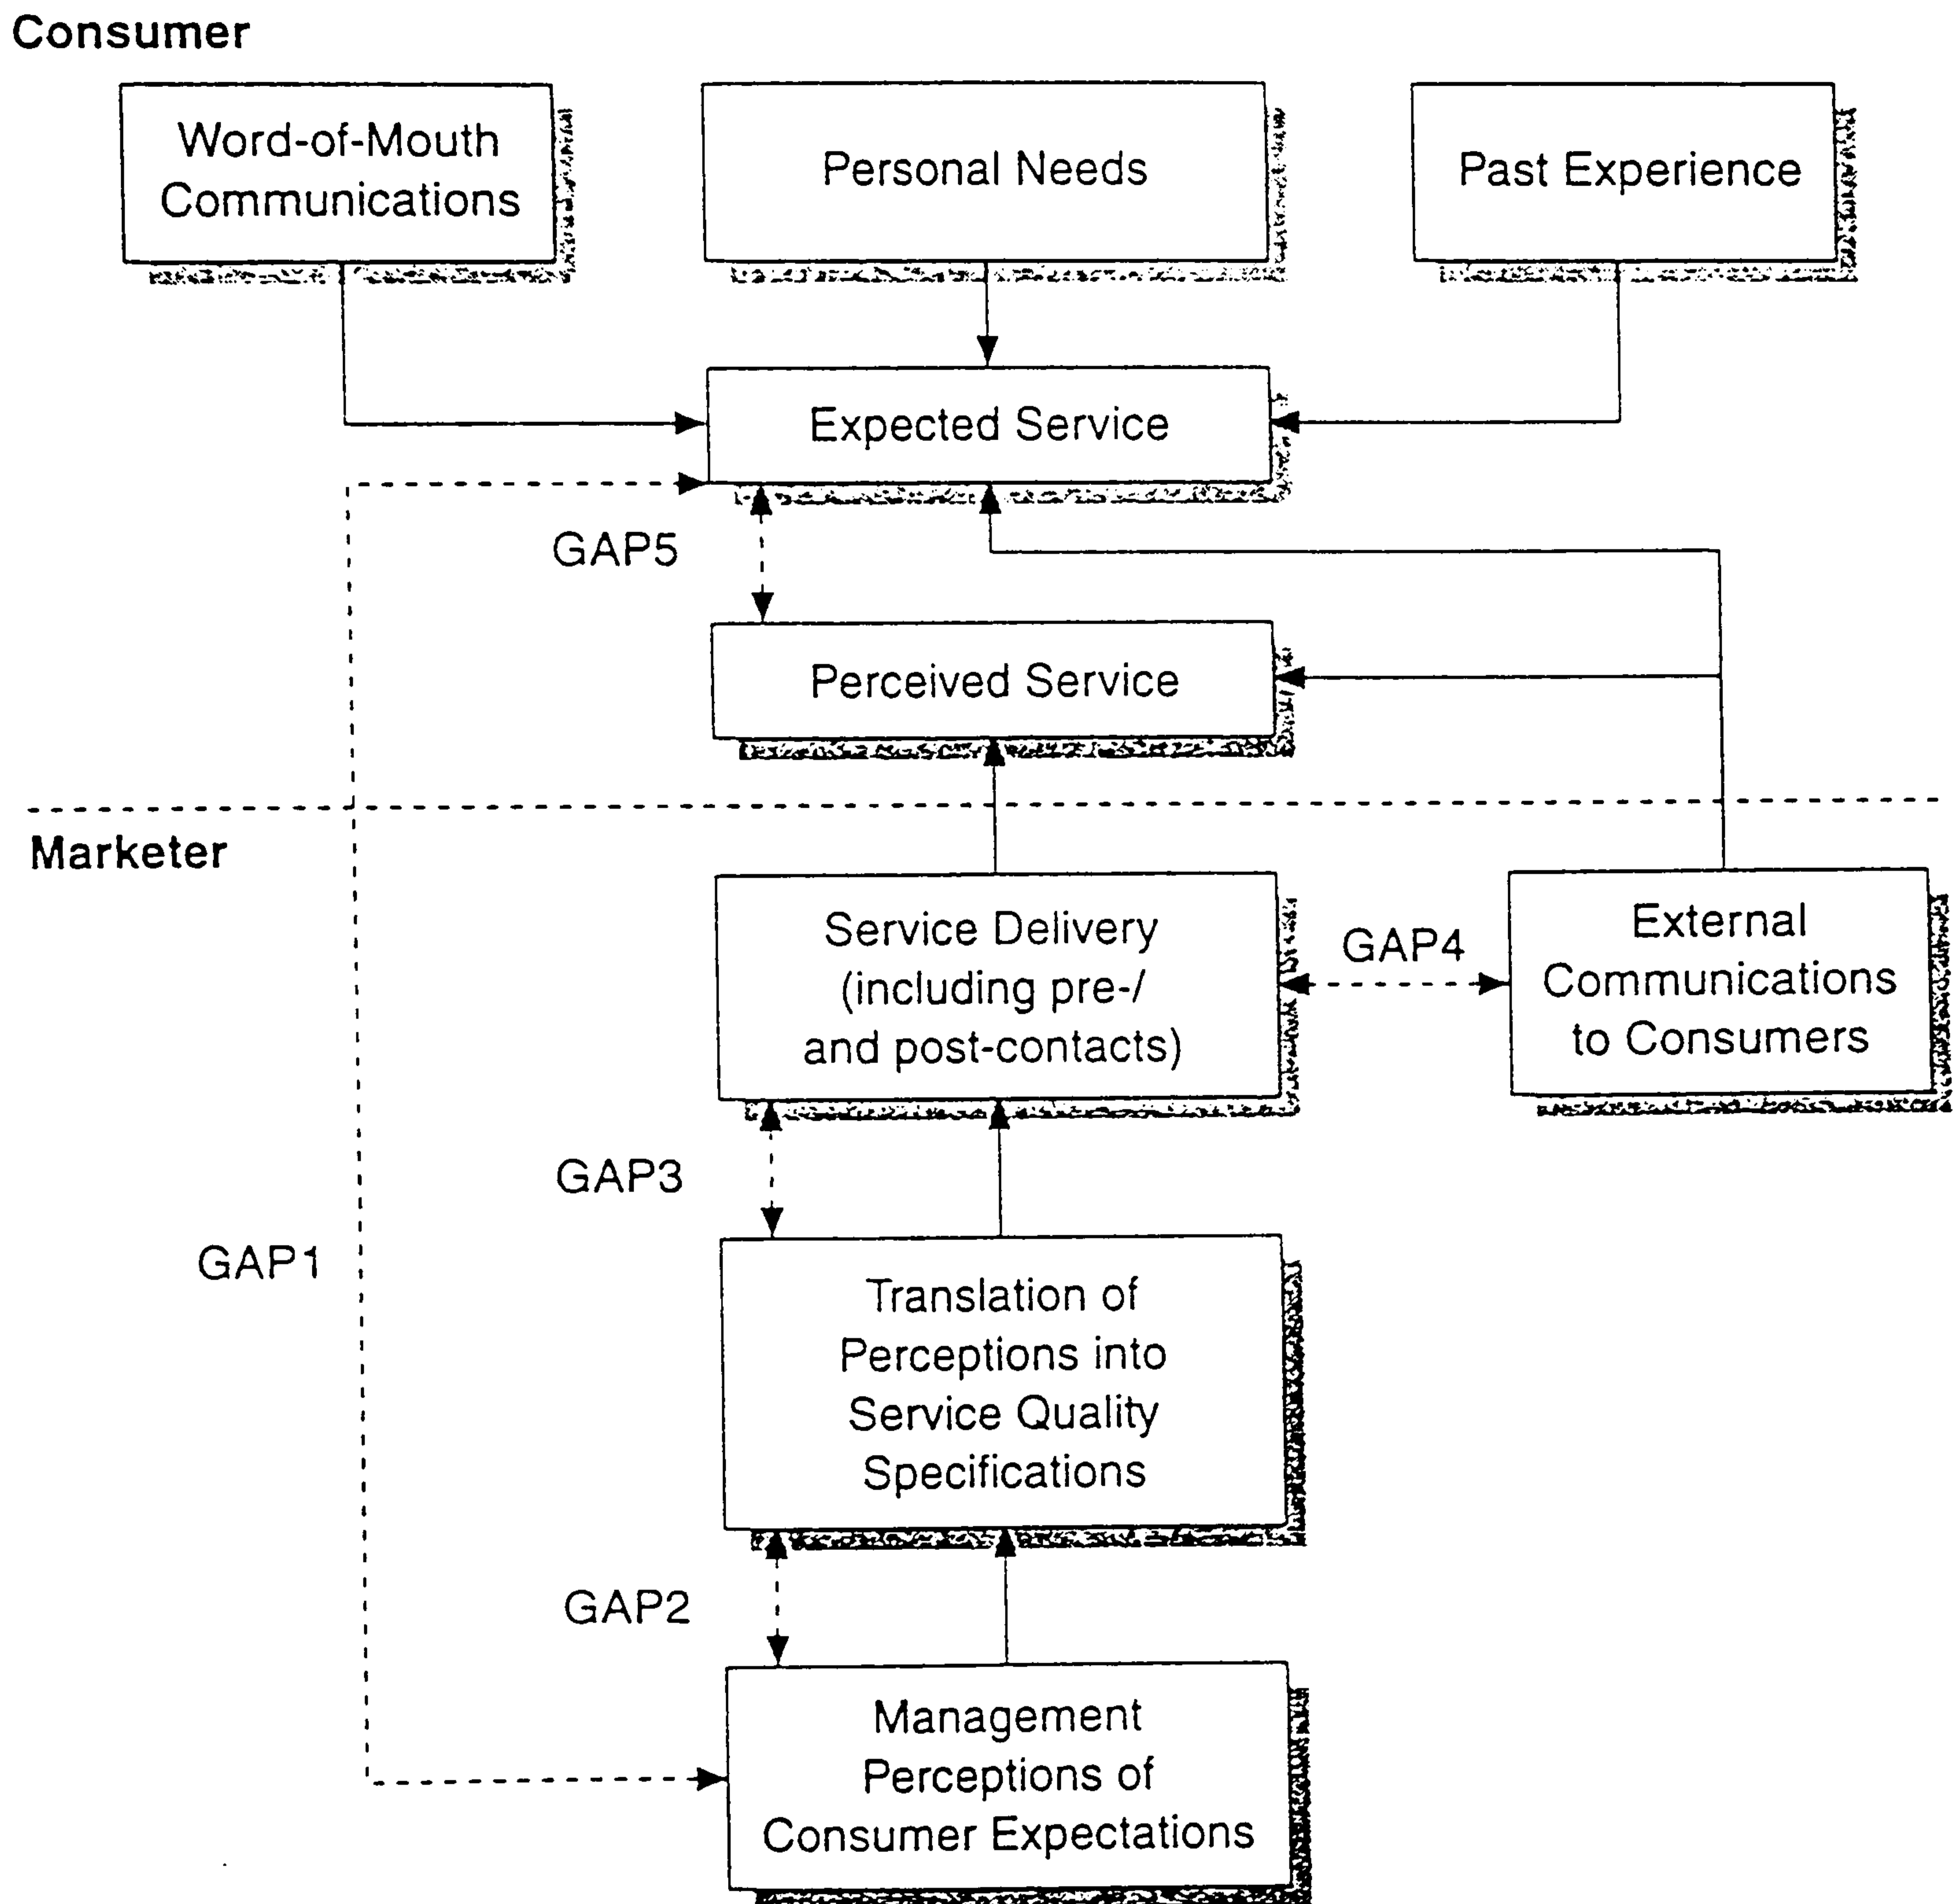 Consumer
Word-of-Mouth
Communications
Personal Needs
Past Experience
Expected Service
GAP5
Perceived Service
Marketer
Service Delivery
(including pre-/
and post-contacts)
GAP4
External
Communications
to Consumers
GAP3
GAP1
Translation of
Perceptions into
Service Quality
Specifications
GAP2
Management
Perceptions of
Consumer Expectations